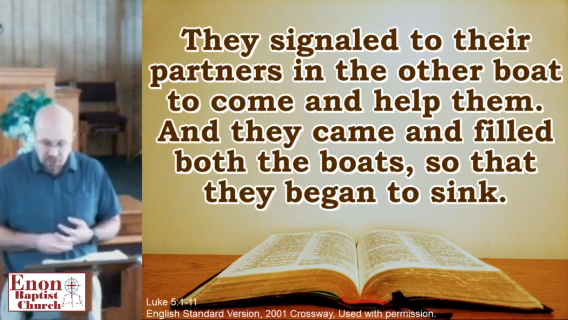 They signaled to their
partners in the other boat
to come and help them.
And they came and filled
both the boats, so that
they began to sink.
Luke 5:1-11
English Standard Version, 2001 Crossway, Used with permission.
Enon
Baptist
Church